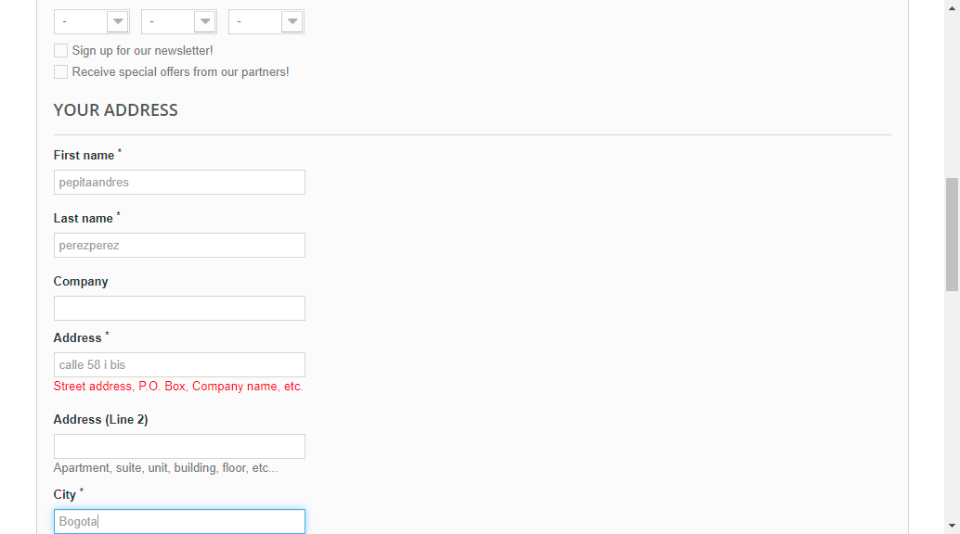 - - -
Sign up for our newsletter!
Receive special offers from our partners!
YOUR ADDRESS
First name *
pepitaandres
Last name *
perezperez
Company
Address *
calle 58 i bis
Street address, P.O. Box, Company name, etc.
Address (Line 2)
Apartment, suite, unit, building, floor, etc...
City *
Bogota